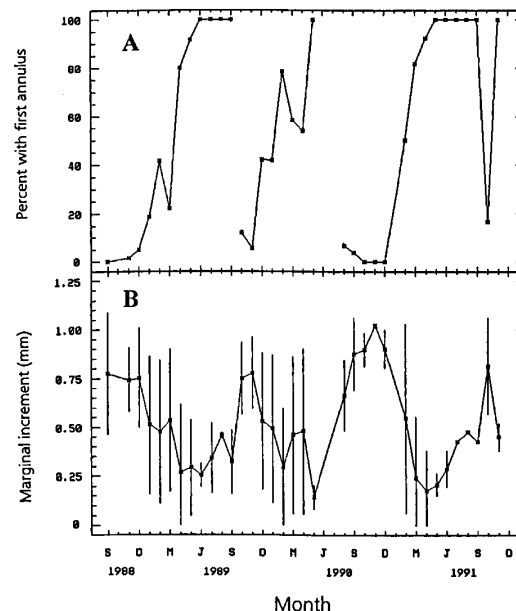 A
Percent with first annulus
100
80
60
40
20
0
B
Marginal increment (mm)
1.25
1.00
0.75
0.50
0.25
0
S D M J S D M J S D M J S D
1988 1989 1990 1991
Month